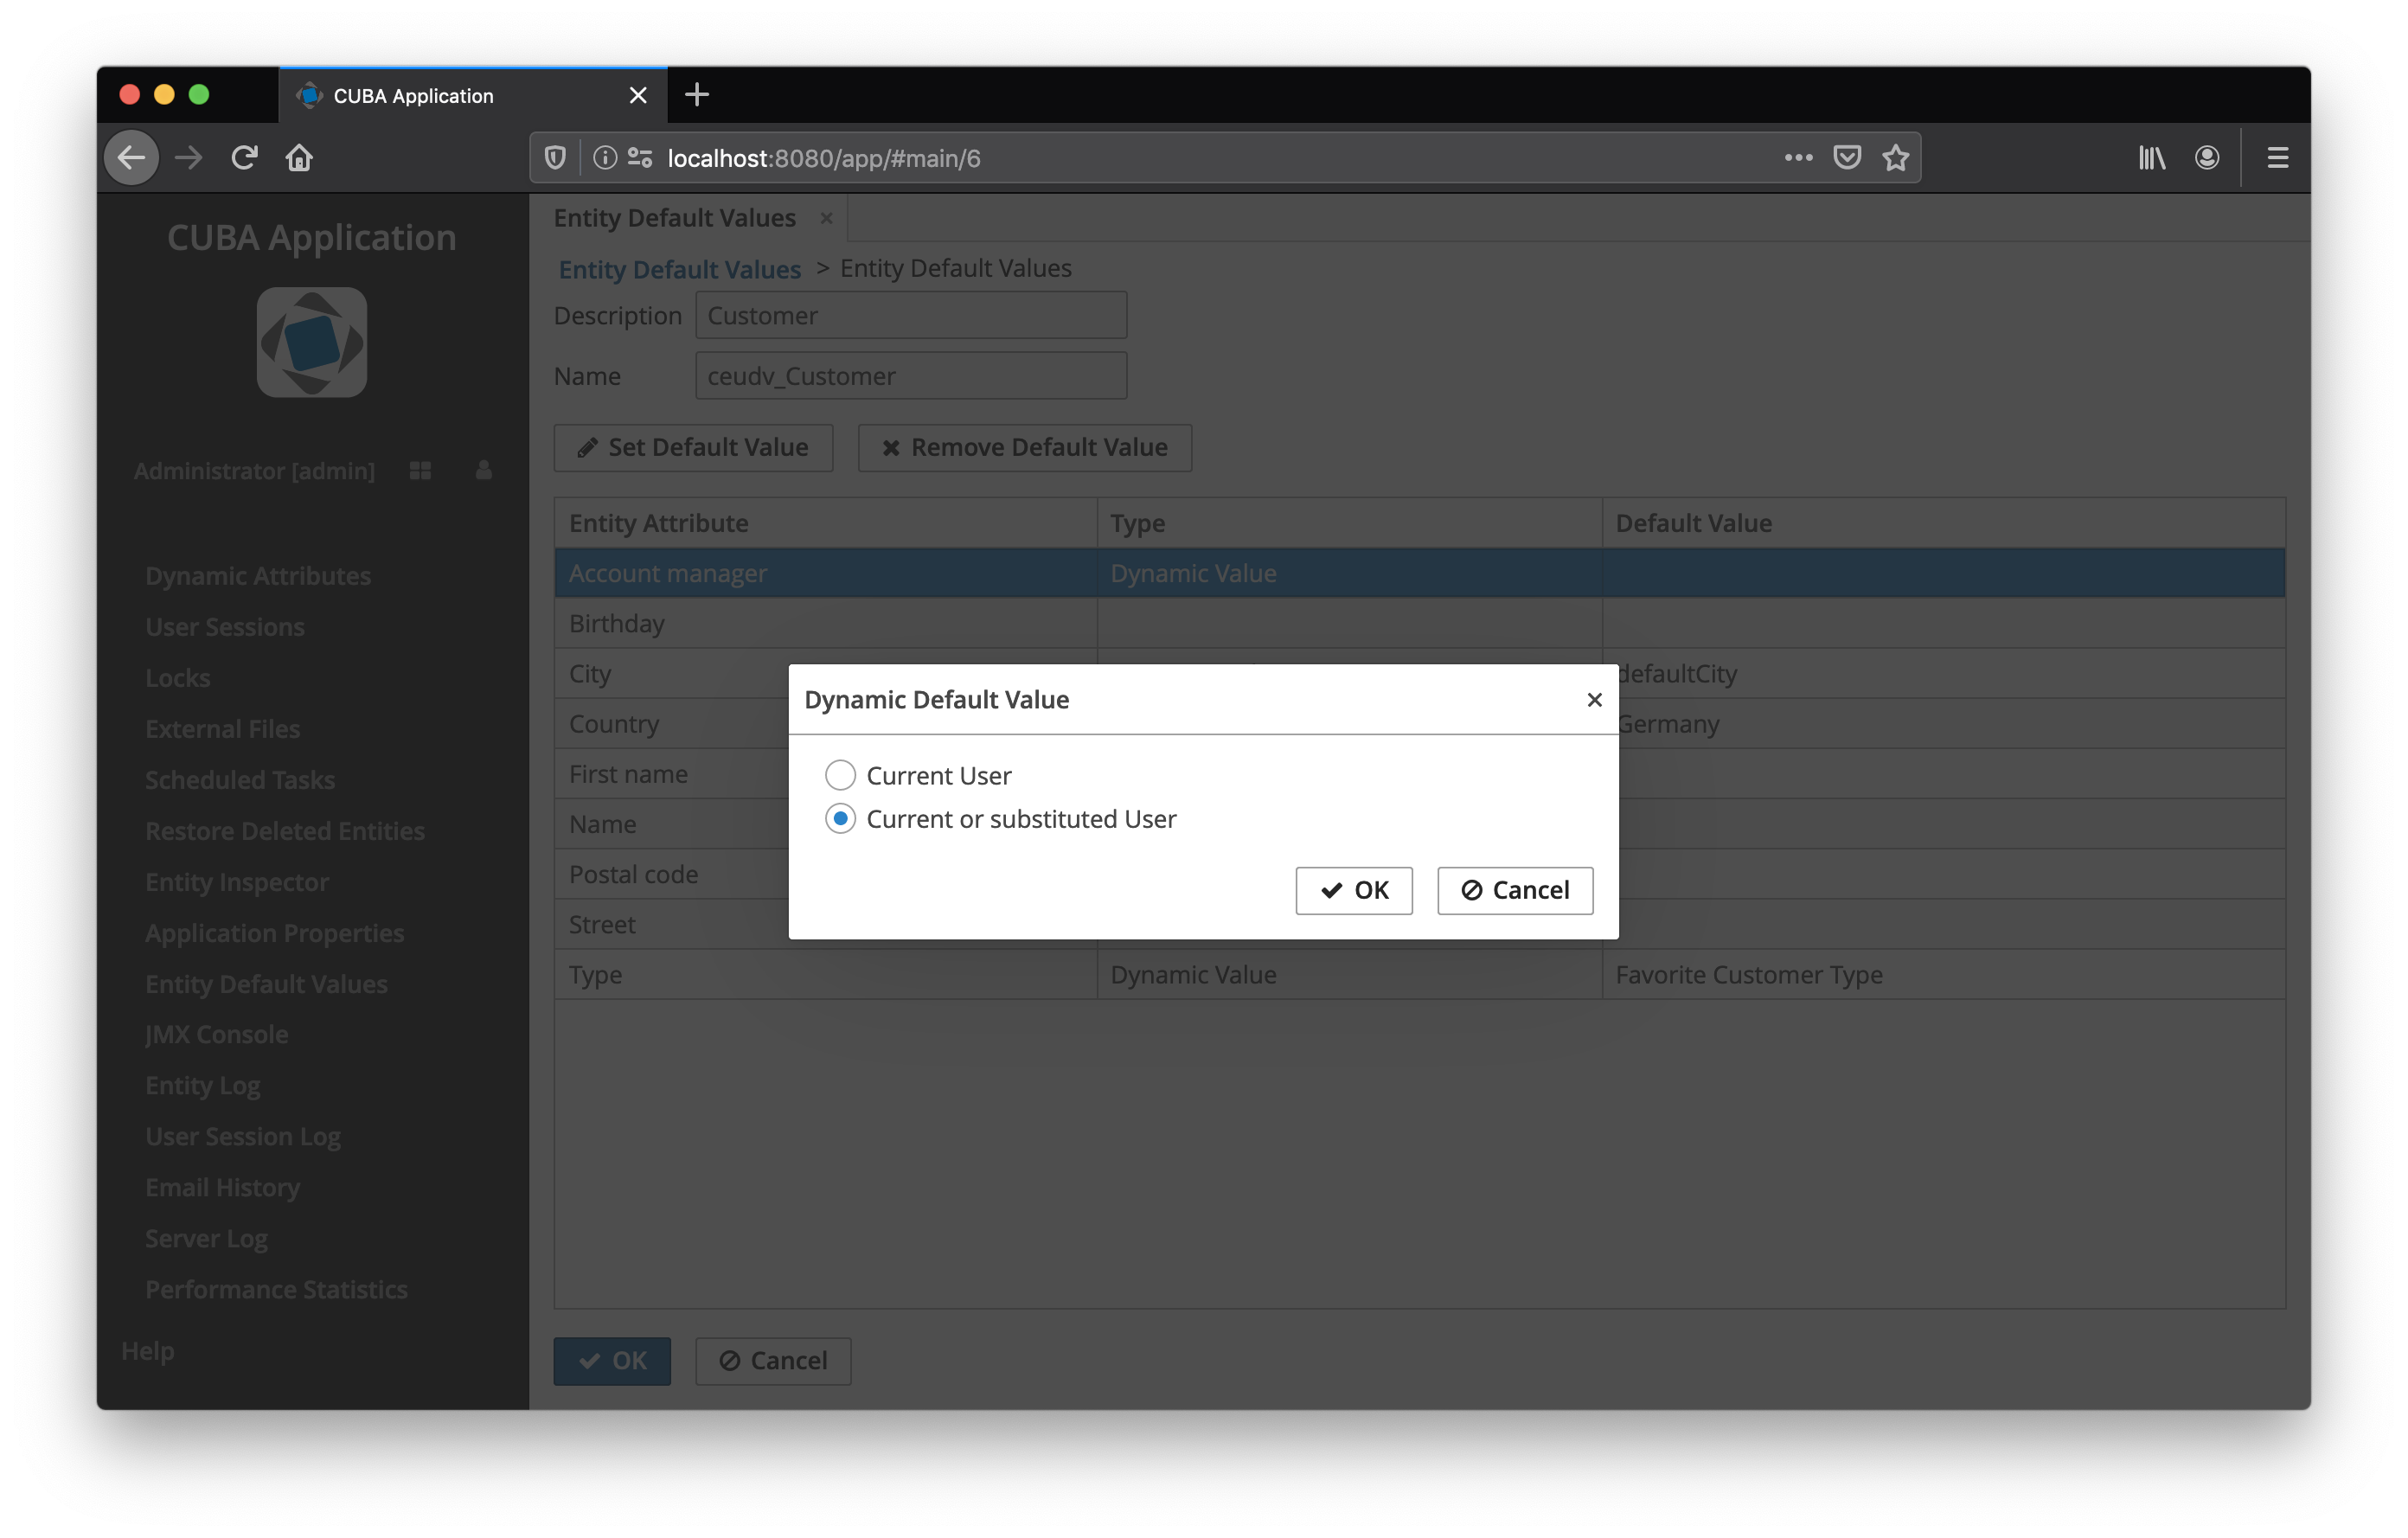 CUBA Application
localhost:8080/app/#main/6
CUBA Application
Administrator [admin]
Dynamic Attributes
User Sessions
Locks
External Files
Scheduled Tasks
Restore Deleted Entities
Entity Inspector
Application Properties
Entity Default Values
JMX Console
Entity Log
User Session Log
Email History
Server Log
Performance Statistics
Help
Entity Default Values
Entity Default Values > Entity Default Values
Description Customer
Name ceudv_Customer
Set Default Value Remove Default Value
Entity Attribute Type Default Value
Account manager Dynamic Value
Birthday
City defaultCity
Country Germany
First name
Name
Postal code
Street
Type Dynamic Value Favorite Customer Type
OK Cancel
Dynamic Default Value
Current User
Current or substituted User
OK Cancel